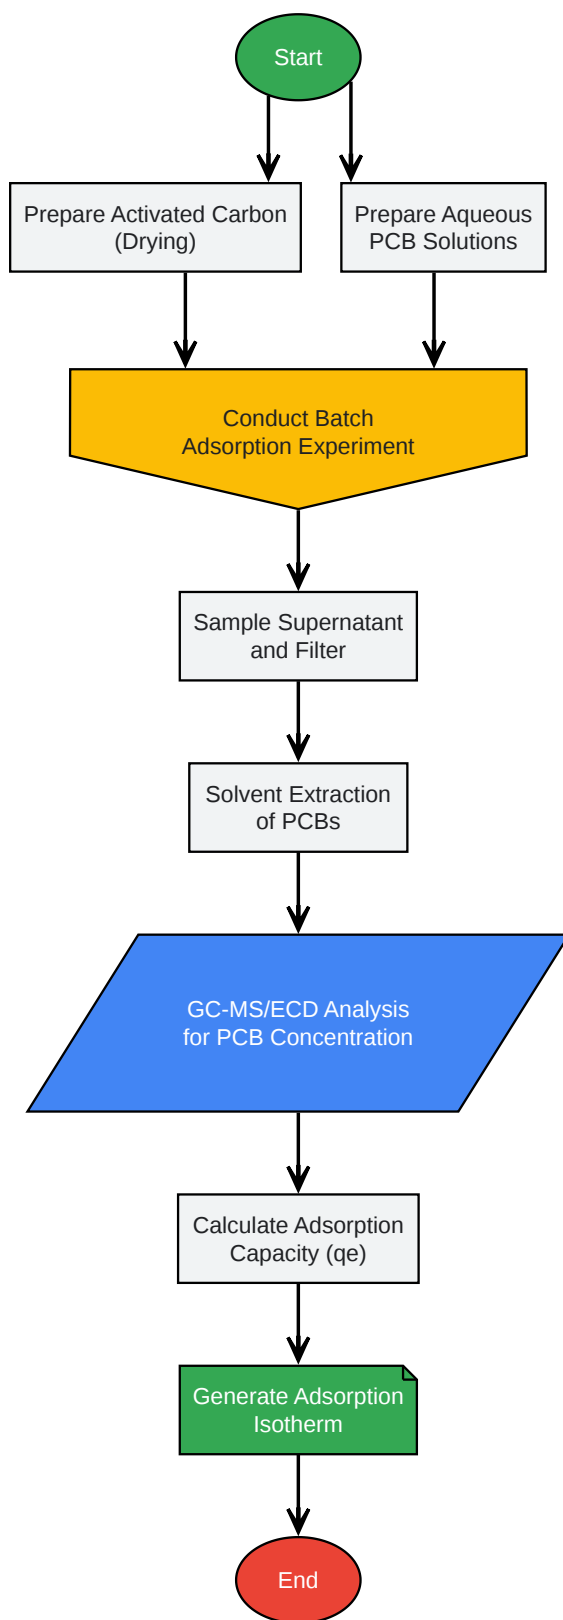 Start
Prepare Activated Carbon
(Drying)
Prepare Aqueous
PCB Solutions
Conduct Batch
Adsorption Experiment
Sample Supernatant
and Filter
Solvent Extraction
of PCBs
GC-MS/ECD Analysis
for PCB Concentration
Calculate Adsorption
Capacity (qe)
Generate Adsorption
Isotherm
End